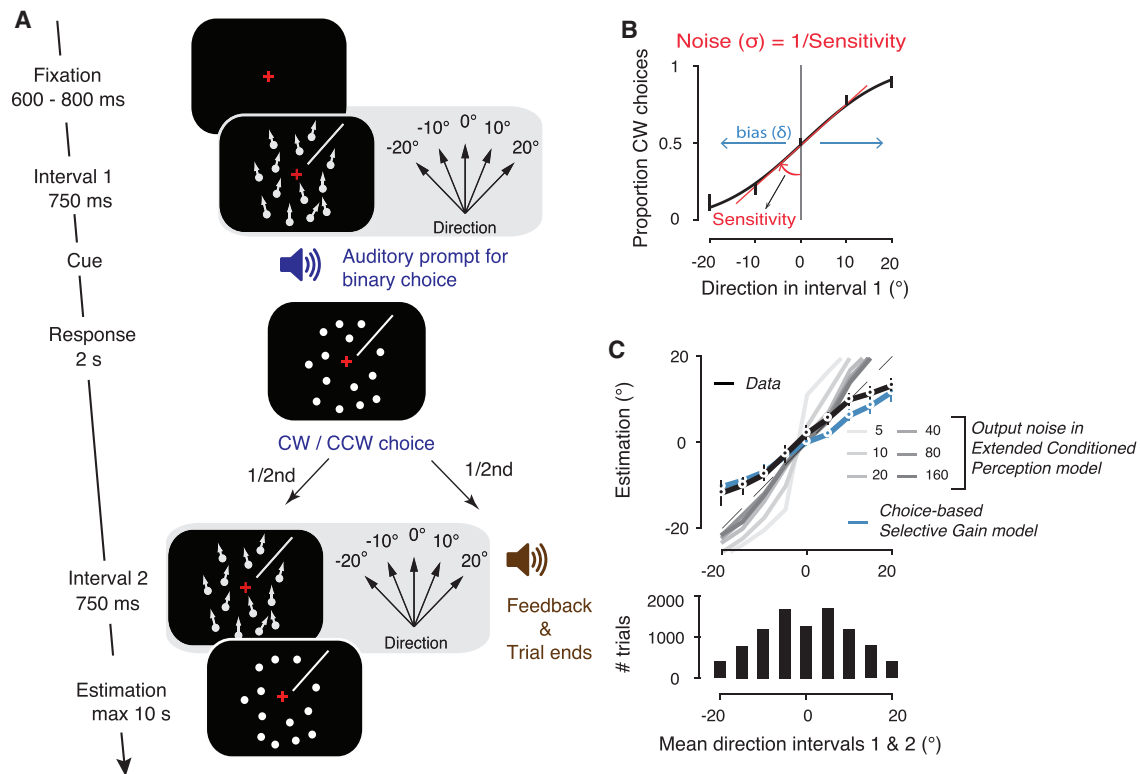 A
Fixation
600 - 800 ms
Interval 1
750 ms
-20°
-10°
0°
10°
20°
Direction
Cue
Auditory prompt for
binary choice
Response
2 s
CW / CCW choice
1/2nd
1/2nd
Interval 2
750 ms
-20°
-10°
0°
10°
20°
Direction
Feedback
&
Trial ends
Estimation
max 10 s
B
Noise (σ) = 1/Sensitivity
Proportion CW choices
1
0.5
0
bias (δ)
Sensitivity
-20
-10
0
10
20
Direction in interval 1 (°)
C
Estimation (°)
20
0
-20
Data
5
10
20
40
80
160
Output noise in
Extended Conditioned
Perception model
Choice-based
Selective Gain model
-20
0
20
# trials
2000
1000
0
-20
0
20
Mean direction intervals 1 & 2 (°)